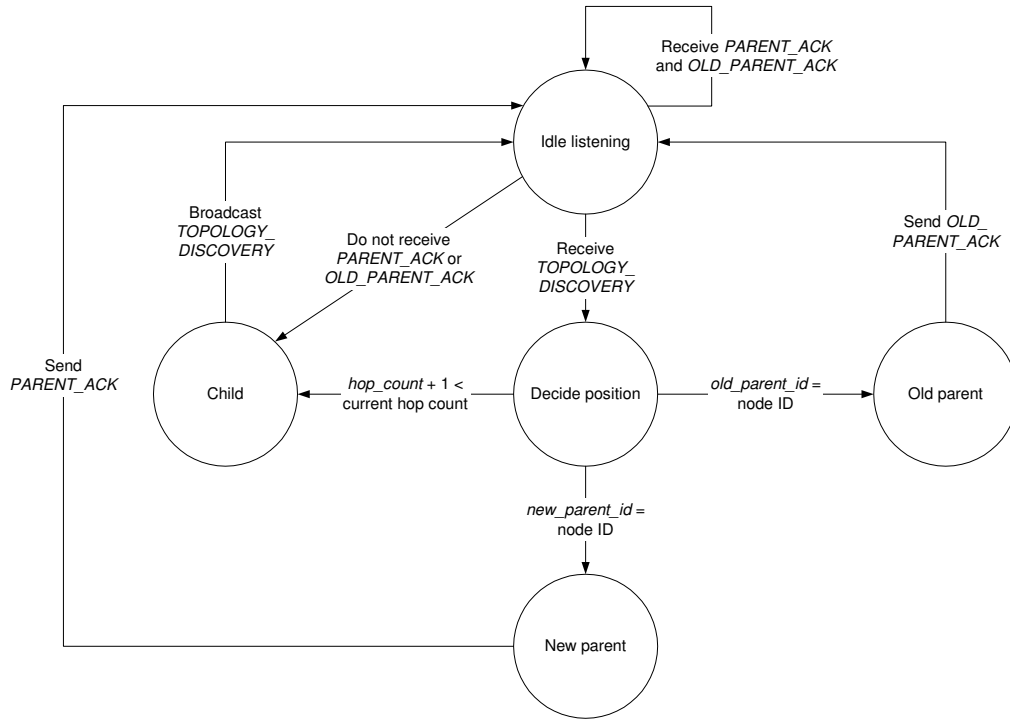 Receive PARENT_ACK
and OLD_PARENT_ACK
Idle listening
Broadcast
TOPOLOGY_
DISCOVERY
Do not receive
PARENT_ACK or
OLD_PARENT_ACK
Receive
TOPOLOGY_
DISCOVERY
Send OLD_
PARENT_ACK
Send
PARENT_ACK
Child
hop_count + 1 <
current hop count
Decide position
old_parent_id =
node ID
Old parent
new_parent_id =
node ID
New parent